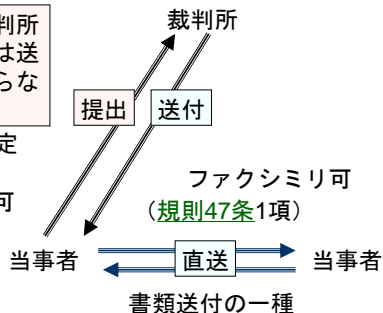 裁判所
判所
は送
らな
提出
送付
定
可
ファクシミリ可
（規則47条1項）
当事者
直送
当事者
書類送付の一種